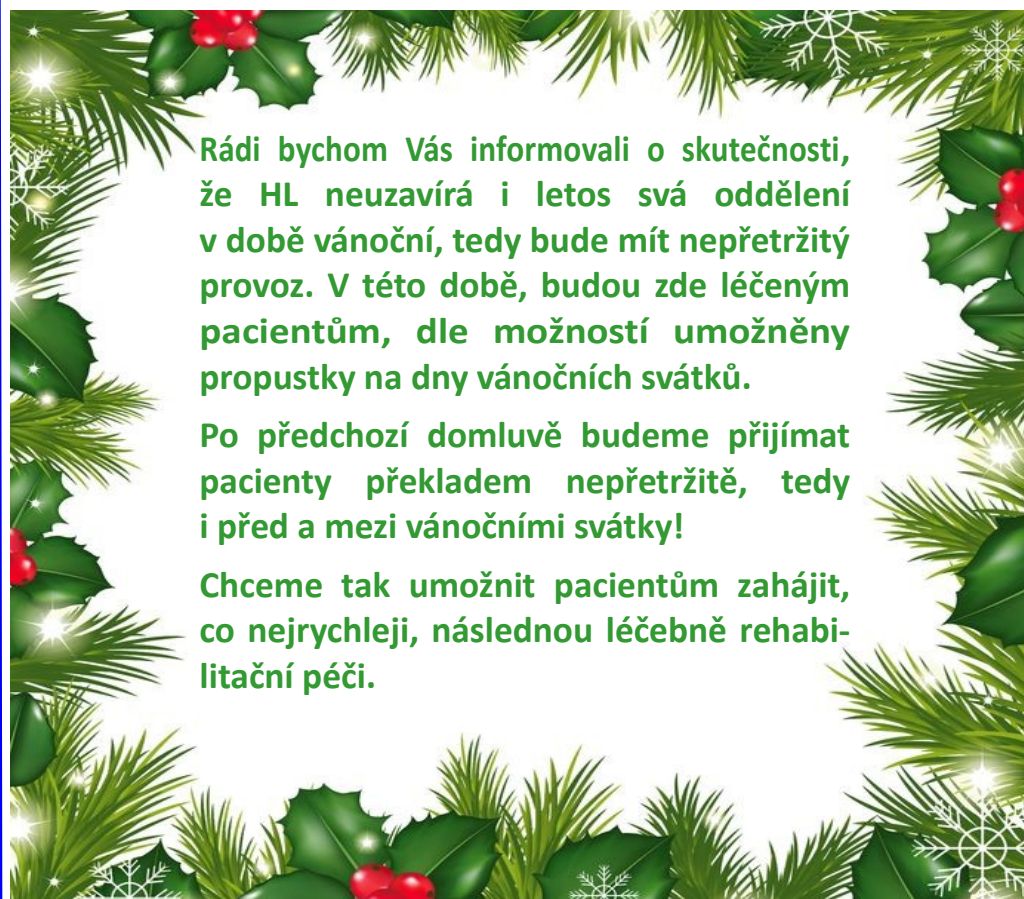 Rádi bychom Vás informovali o skutečnosti,
že HL neuzavírá i letos svá oddělení
v době vánoční, tedy bude mít nepřetržitý
provoz. V této době, budou zde léčeným
pacientům, dle možností umožněny
propustky na dny vánočních svátků.
Po předchozí domluvě budeme přijímat
pacienty překladem nepřetržitě, tedy
i před a mezi vánočními svátky!
Chceme tak umožnit pacientům zahájit,
co nejrychleji, následnou léčebně rehabi-
litační péči.